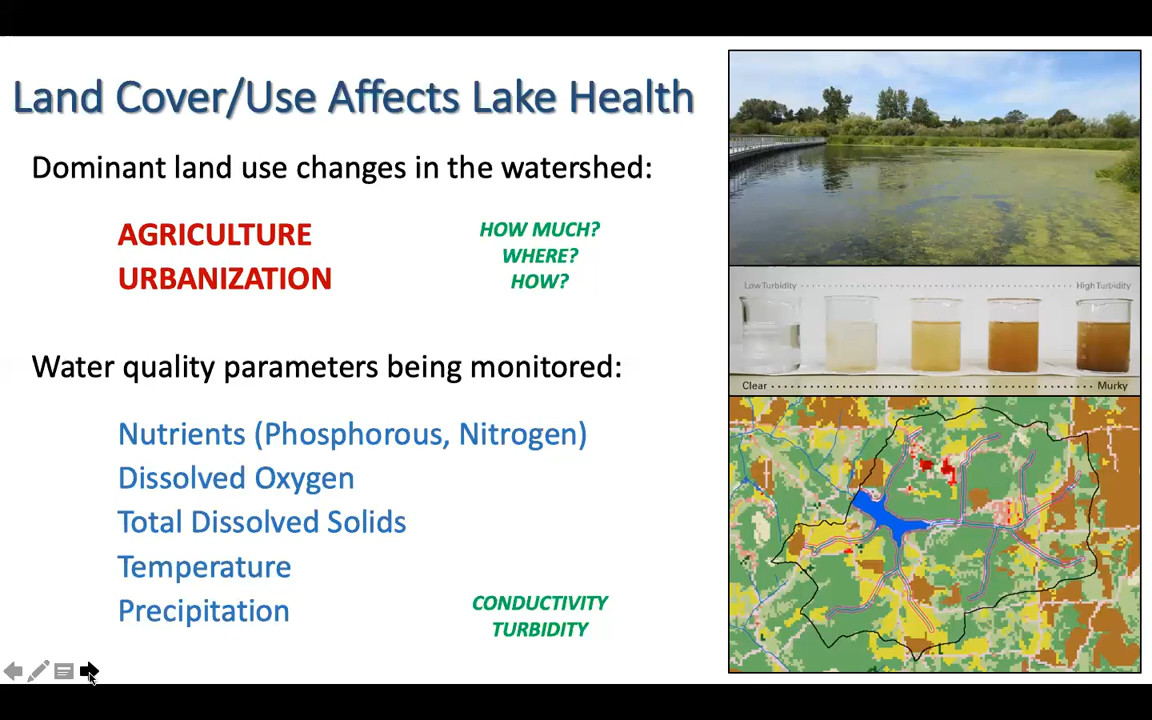 Land Cover/Use Affects Lake Health
Dominant land use changes in the watershed:
AGRICULTURE
URBANIZATION
HOW MUCH?
WHERE?
HOW?
Water quality parameters being monitored:
Nutrients (Phosphorous, Nitrogen)
Dissolved Oxygen
Total Dissolved Solids
Temperature
Precipitation
CONDUCTIVITY
TURBIDITY
Low Turbidity High Turbidity
Clear Murky